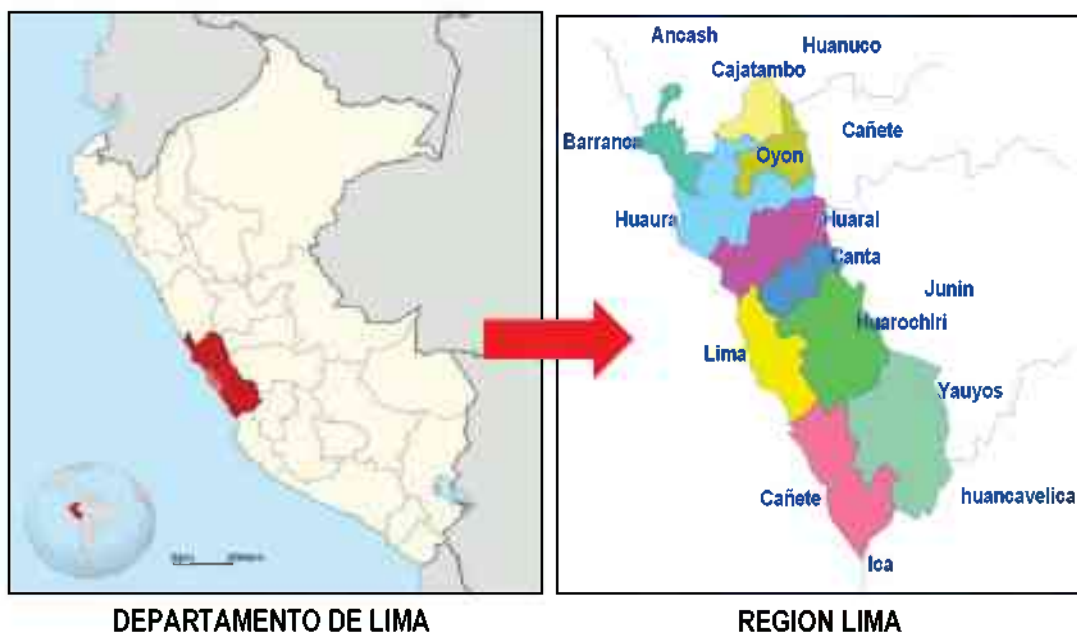 Ancash
Huanuco
Cajatambo
Cañete
Barranca
Oyon
Huaura
Huaral
Canta
Junin
Huarochiri
Lima
Yauyos
Cañete
huancavelica
Ica
DEPARTAMENTO DE LIMA
REGION LIMA